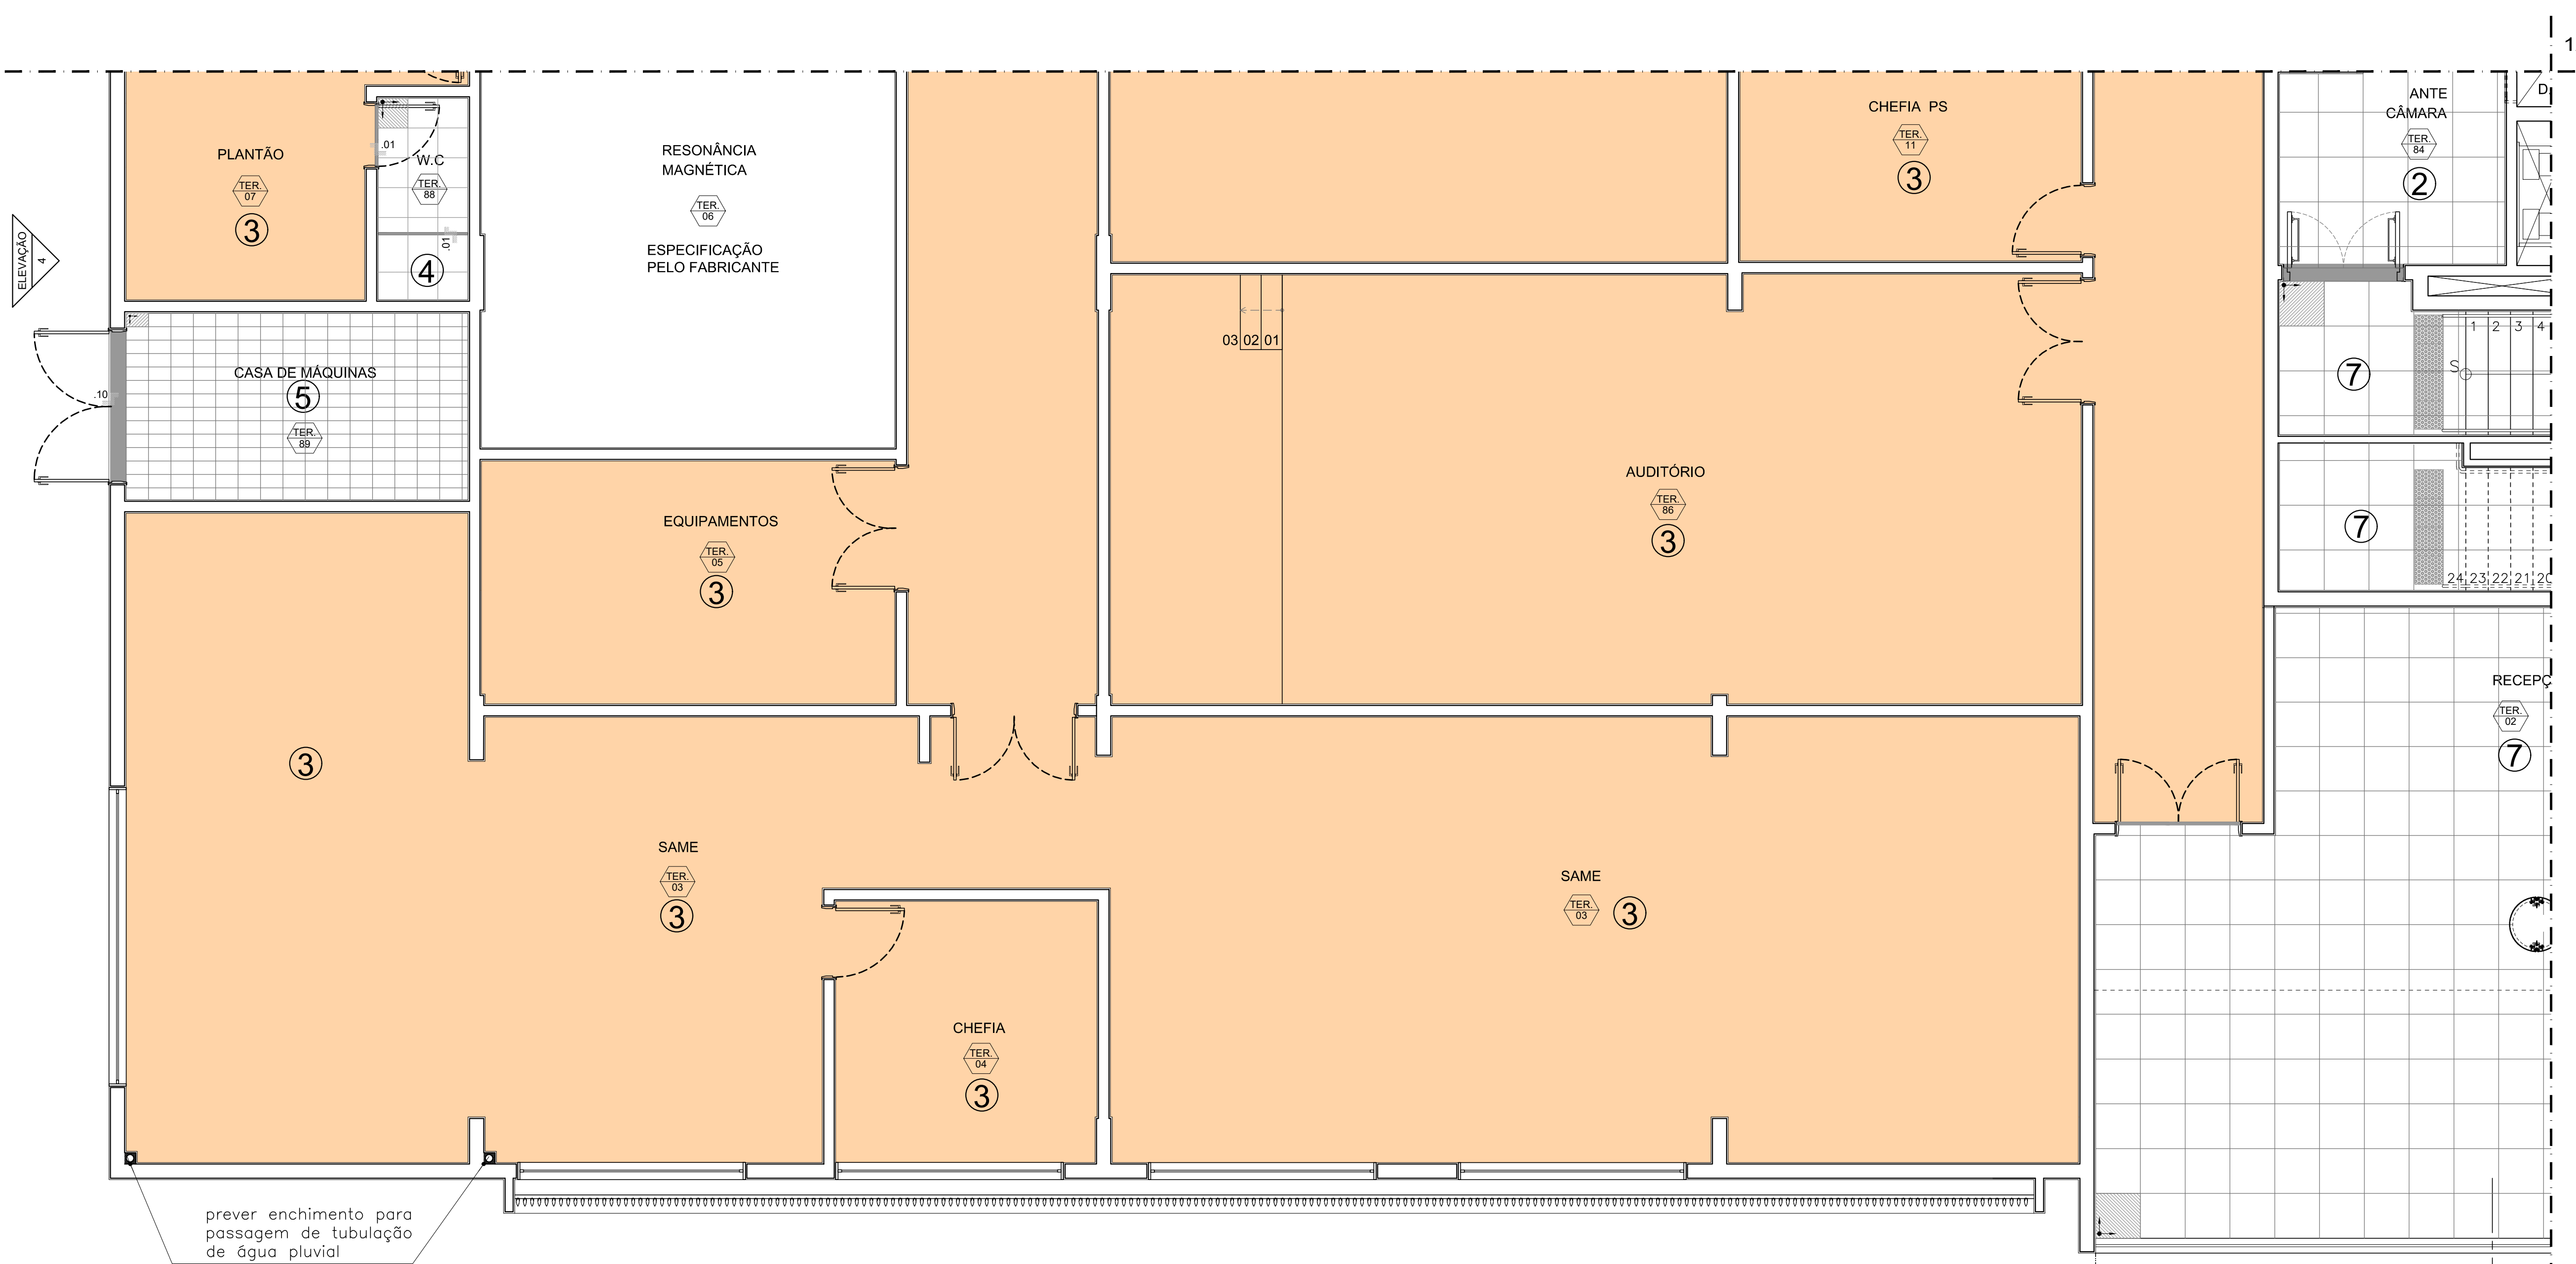 1
PLANTÃO
TER.
07
3
.01
W.C
TER.
88
.01
4
RESONÂNCIA
MAGNÉTICA
TER.
06
ESPECIFICAÇÃO
PELO FABRICANTE
CHEFIA PS
TER.
11
3
ANTE
CÂMARA
TER.
84
2
D.
ELEVAÇÃO
4
CASA DE MÁQUINAS
5
TER.
89
.10
03 02 01
AUDITÓRIO
TER.
86
3
7
S
1 2 3 4
7
24 23 22 21 20
EQUIPAMENTOS
TER.
05
3
RECEPÇ
TER.
02
7
3
SAME
TER.
03
3
SAME
TER.
03
3
CHEFIA
TER.
04
3
prever enchimento para
passagem de tubulação
de água pluvial